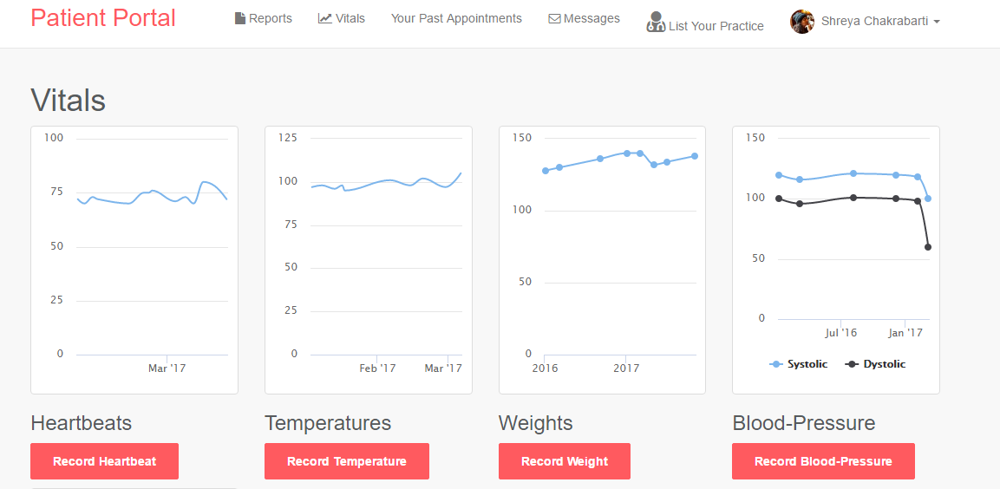 Patient Portal
Reports
Vitals
Your Past Appointments
Messages
List Your Practice
Shreya Chakrabarti
Vitals
100
75
50
25
0
Mar '17
125
100
75
50
25
0
Feb '17
Mar '17
150
100
50
0
2016
2017
150
100
50
0
Jul '16
Jan '17
Systolic
Dystolic
Heartbeats
Temperatures
Weights
Blood-Pressure
Record Heartbeat
Record Temperature
Record Weight
Record Blood-Pressure